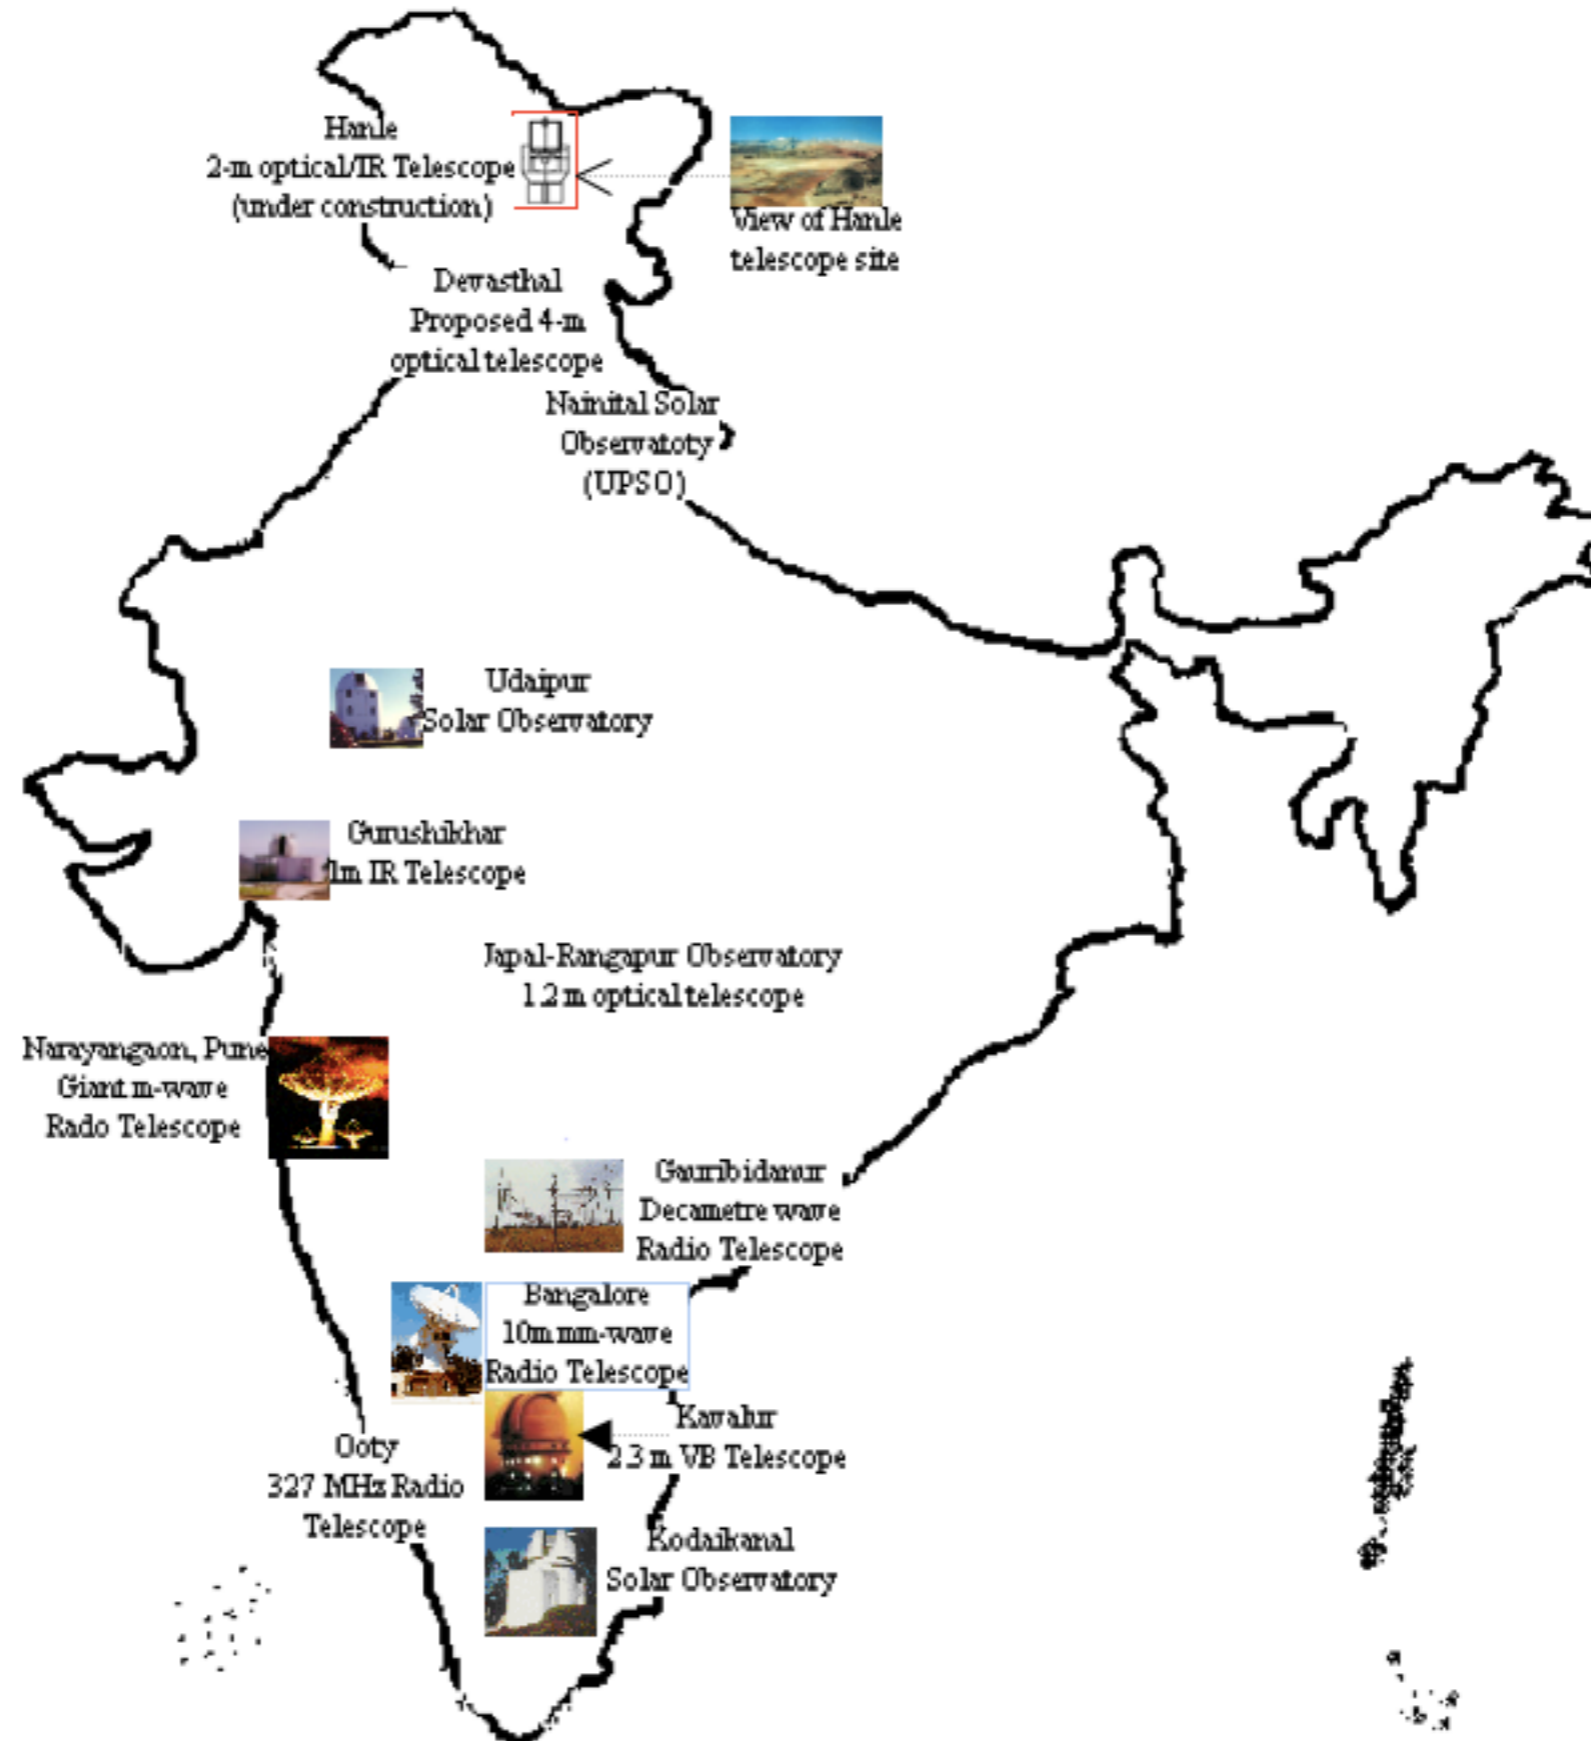 Hanle
2-m optical/IR Telescope
(under construction)
View of Hanle
telescope site
Devasthal
Proposed 4-m
optical telescope
Nainital Solar
Observatoty
(UPSO)
Udaipur
Solar Observatory
Gurushikhar
1m IR Telescope
Japal-Rangapur Observatory
1.2 m optical telescope
Narayangaon, Pune
Giant m-wave
Rado Telescope
Gauribidanur
Decametre wave
Radio Telescope
Bangalore
10m mm-wave
Radio Telescope
Kavalur
2.3 m VB Telescope
Ooty
327 MHz Radio
Telescope
Kodaikanal
Solar Observatory